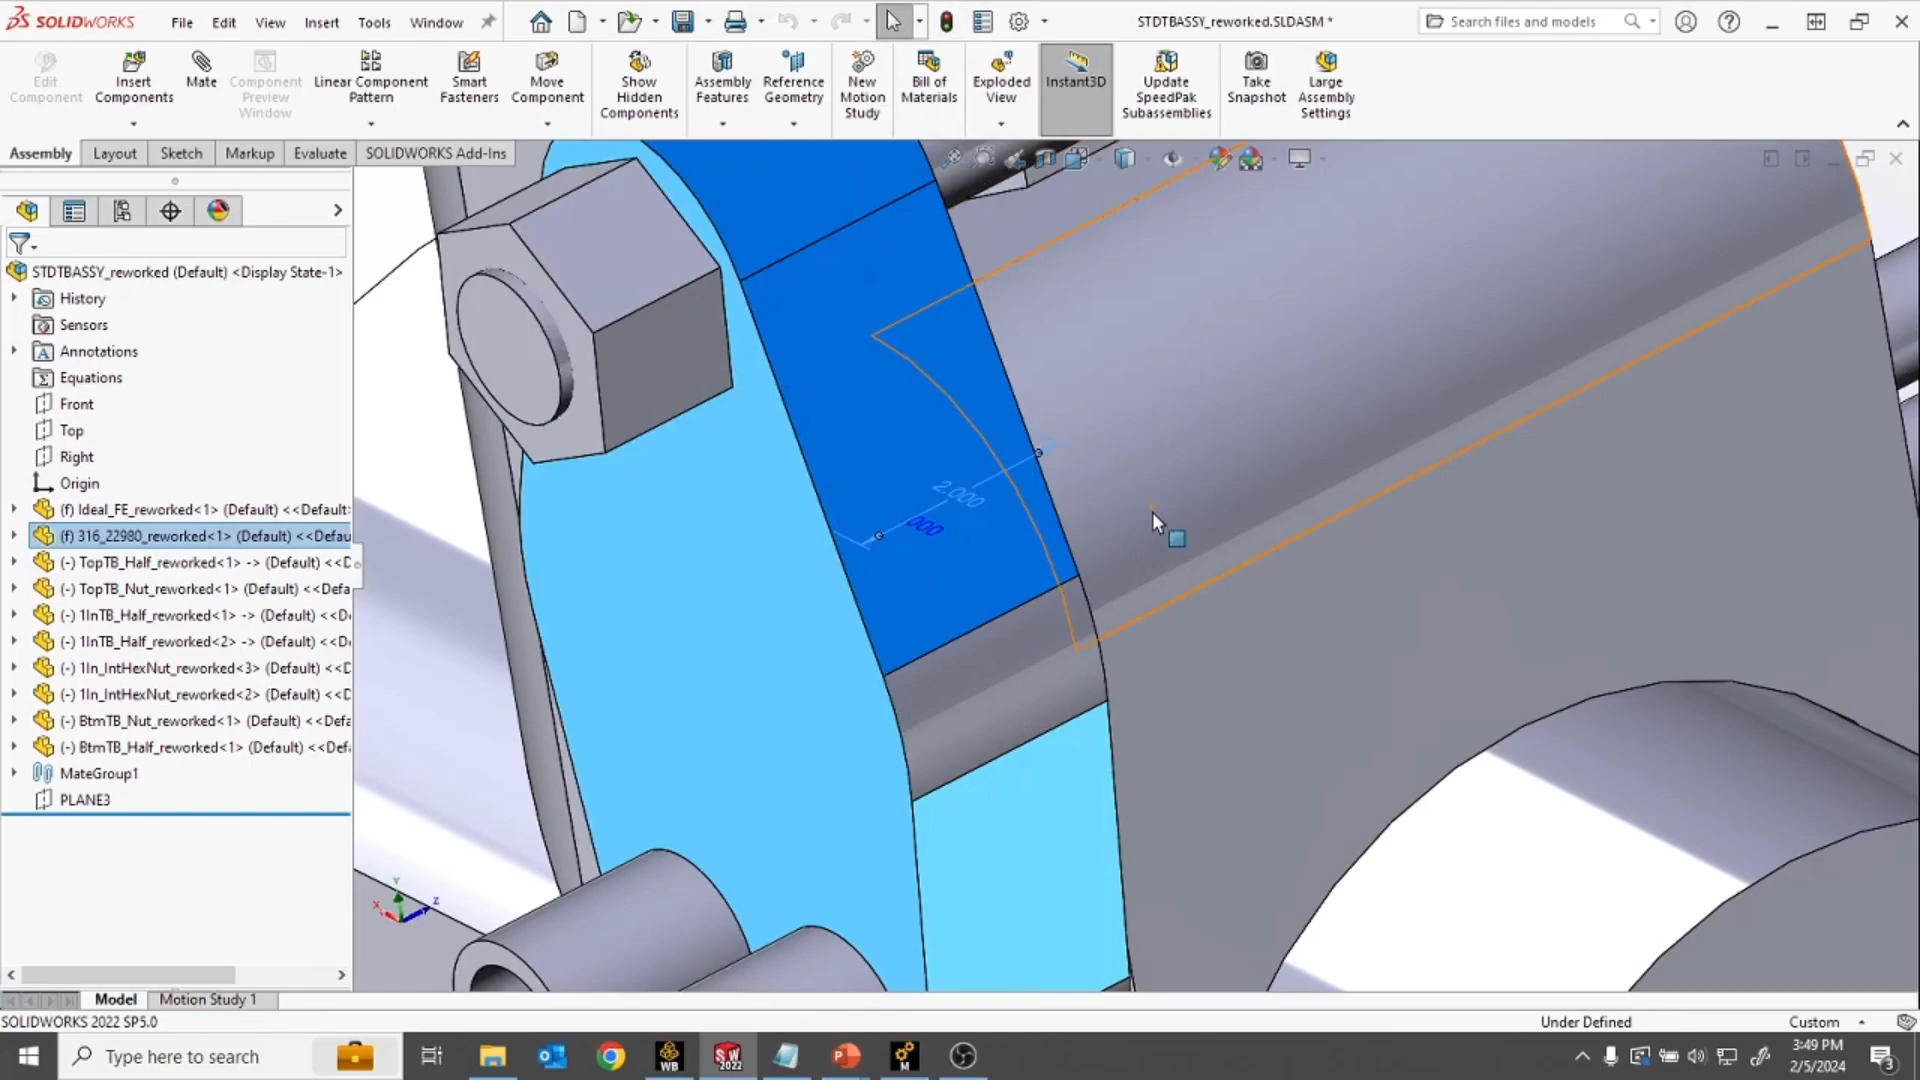 SOLIDWORKS File Edit View Insert Tools Window STDTBASSY_reworked.SLDASM * Search files and models
Edit Component
Insert Components
Mate
Component Preview Window
Linear Component Pattern
Smart Fasteners
Move Component
Show Hidden Components
Assembly Features
Reference Geometry
New Motion Study
Bill of Materials
Exploded View
Instant3D
Update SpeedPak Subassemblies
Take Snapshot
Large Assembly Settings
Assembly Layout Sketch Markup Evaluate SOLIDWORKS Add-Ins
STDTBASSY_reworked (Default) <Display State-1>
History
Sensors
Annotations
Equations
Front
Top
Right
Origin
(f) Ideal_FE_reworked<1> (Default) <<Default>
(f) 316_22980_reworked<1> (Default) <<Defau
(-) TopTB_Half_reworked<1> -> (Default) <<D
(-) TopTB_Nut_reworked<1> (Default) <<Defa
(-) 1InTB_Half_reworked<1> -> (Default) <<D
(-) 1InTB_Half_reworked<2> -> (Default) <<D
(-) 1In_IntHexNut_reworked<3> (Default) <<D
(-) 1In_IntHexNut_reworked<2> (Default) <<D
(-) BtmTB_Nut_reworked<1> (Default) <<Defa
(-) BtmTB_Half_reworked<1> (Default) <<Defa
MateGroup1
PLANE3
2.000
.000
Y
X
Z
Model Motion Study 1
SOLIDWORKS 2022 SP5.0 Under Defined Custom
Type here to search
WB
SW 2022
M
3:49 PM
2/5/2024
3